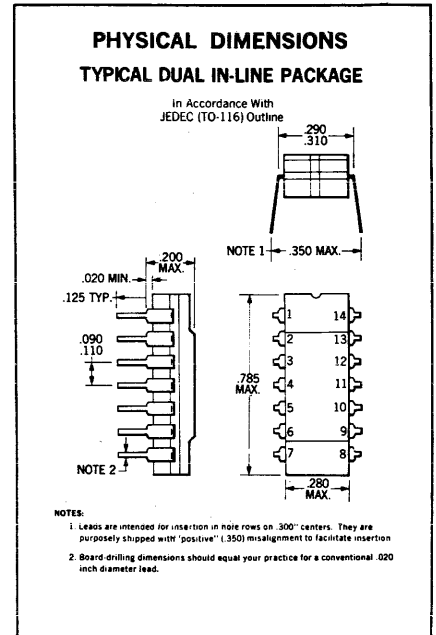 PHYSICAL DIMENSIONS
TYPICAL DUAL IN-LINE PACKAGE
In Accordance With
JEDEC (TO-116) Outline
.290
.310
NOTE 1
.350 MAX.
.200
MAX.
.020 MIN.
.125 TYP.
.090
.110
NOTE 2
.785
MAX.
1 14
2 13
3 12
4 11
5 10
6 9
7 8
.280
MAX.
NOTES:
1. Leads are intended for insertion in hole rows on .300" centers. They are
purposely shipped with 'positive" (.350) misalignment to facilitate insertion
2. Board-drilling dimensions should equal your practice for a conventional .020
inch diameter lead.